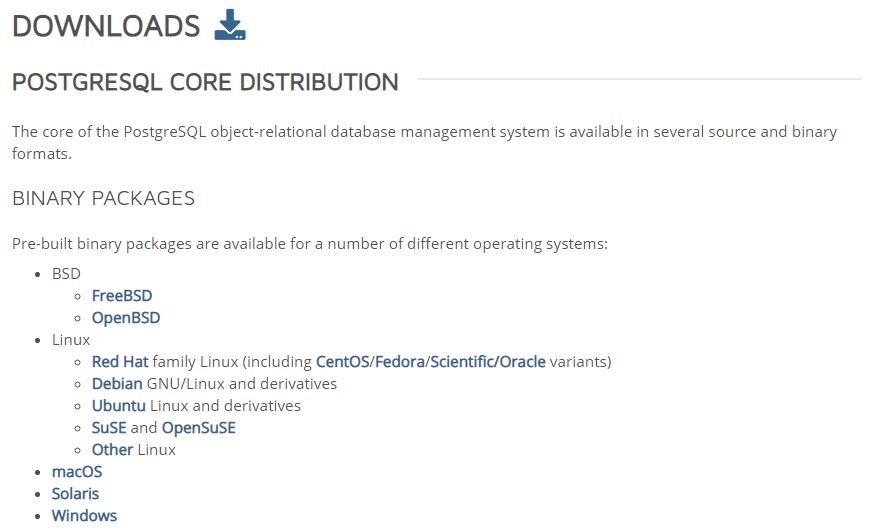 DOWNLOADS
POSTGRESQL CORE DISTRIBUTION
The core of the PostgreSQL object-relational database management system is available in several source and binary
formats.
BINARY PACKAGES
Pre-built binary packages are available for a number of different operating systems:
• BSD
◦ FreeBSD
◦ OpenBSD
• Linux
◦ Red Hat family Linux (including CentOS/Fedora/Scientific/Oracle variants)
◦ Debian GNU/Linux and derivatives
◦ Ubuntu Linux and derivatives
◦ SuSE and OpenSuSE
◦ Other Linux
• macOS
• Solaris
• Windows